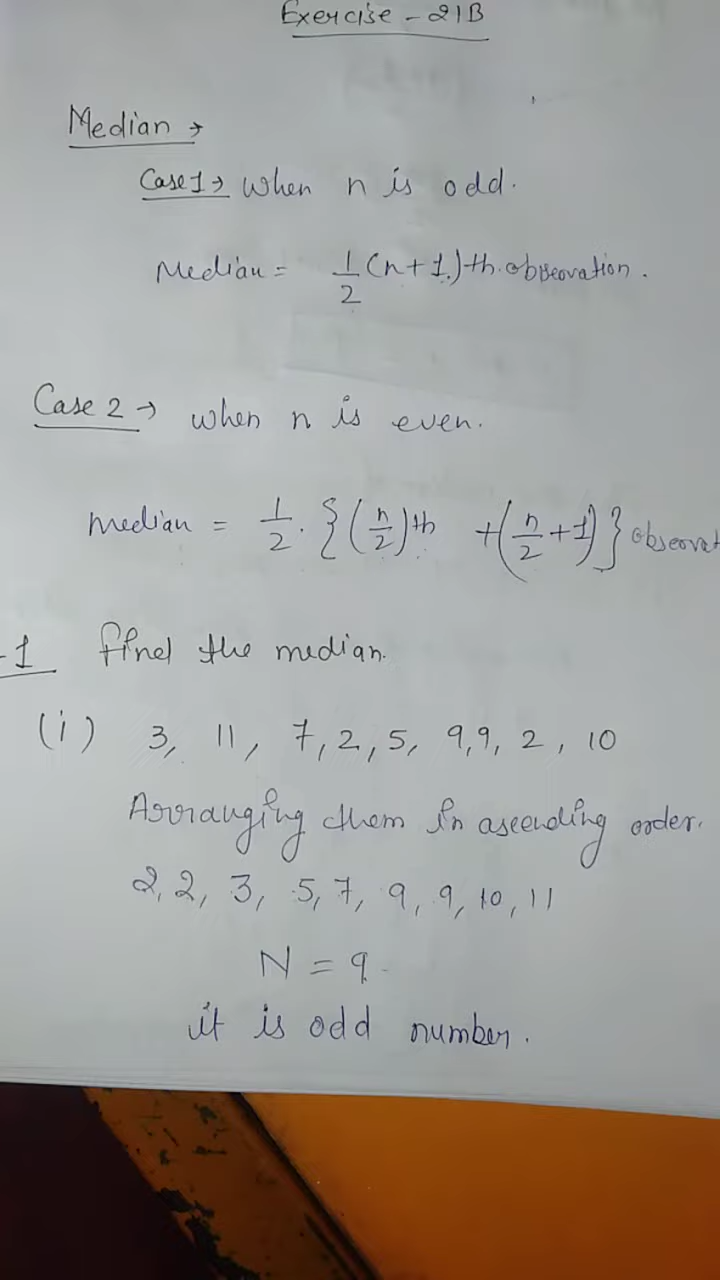 Exercise - 21B
Median →
Case 1 → when n is odd.
Median = 1/2 (n+1)th observation.
Case 2 → when n is even.
median = 1/2 . {(n/2)th + (n/2 + 1)}
-1 find the median.
(i) 3, 11, 7, 2, 5, 9, 9, 2, 10
Arranging them in ascending order.
2, 2, 3, 5, 7, 9, 9, 10, 11
N = 9
it is odd number.